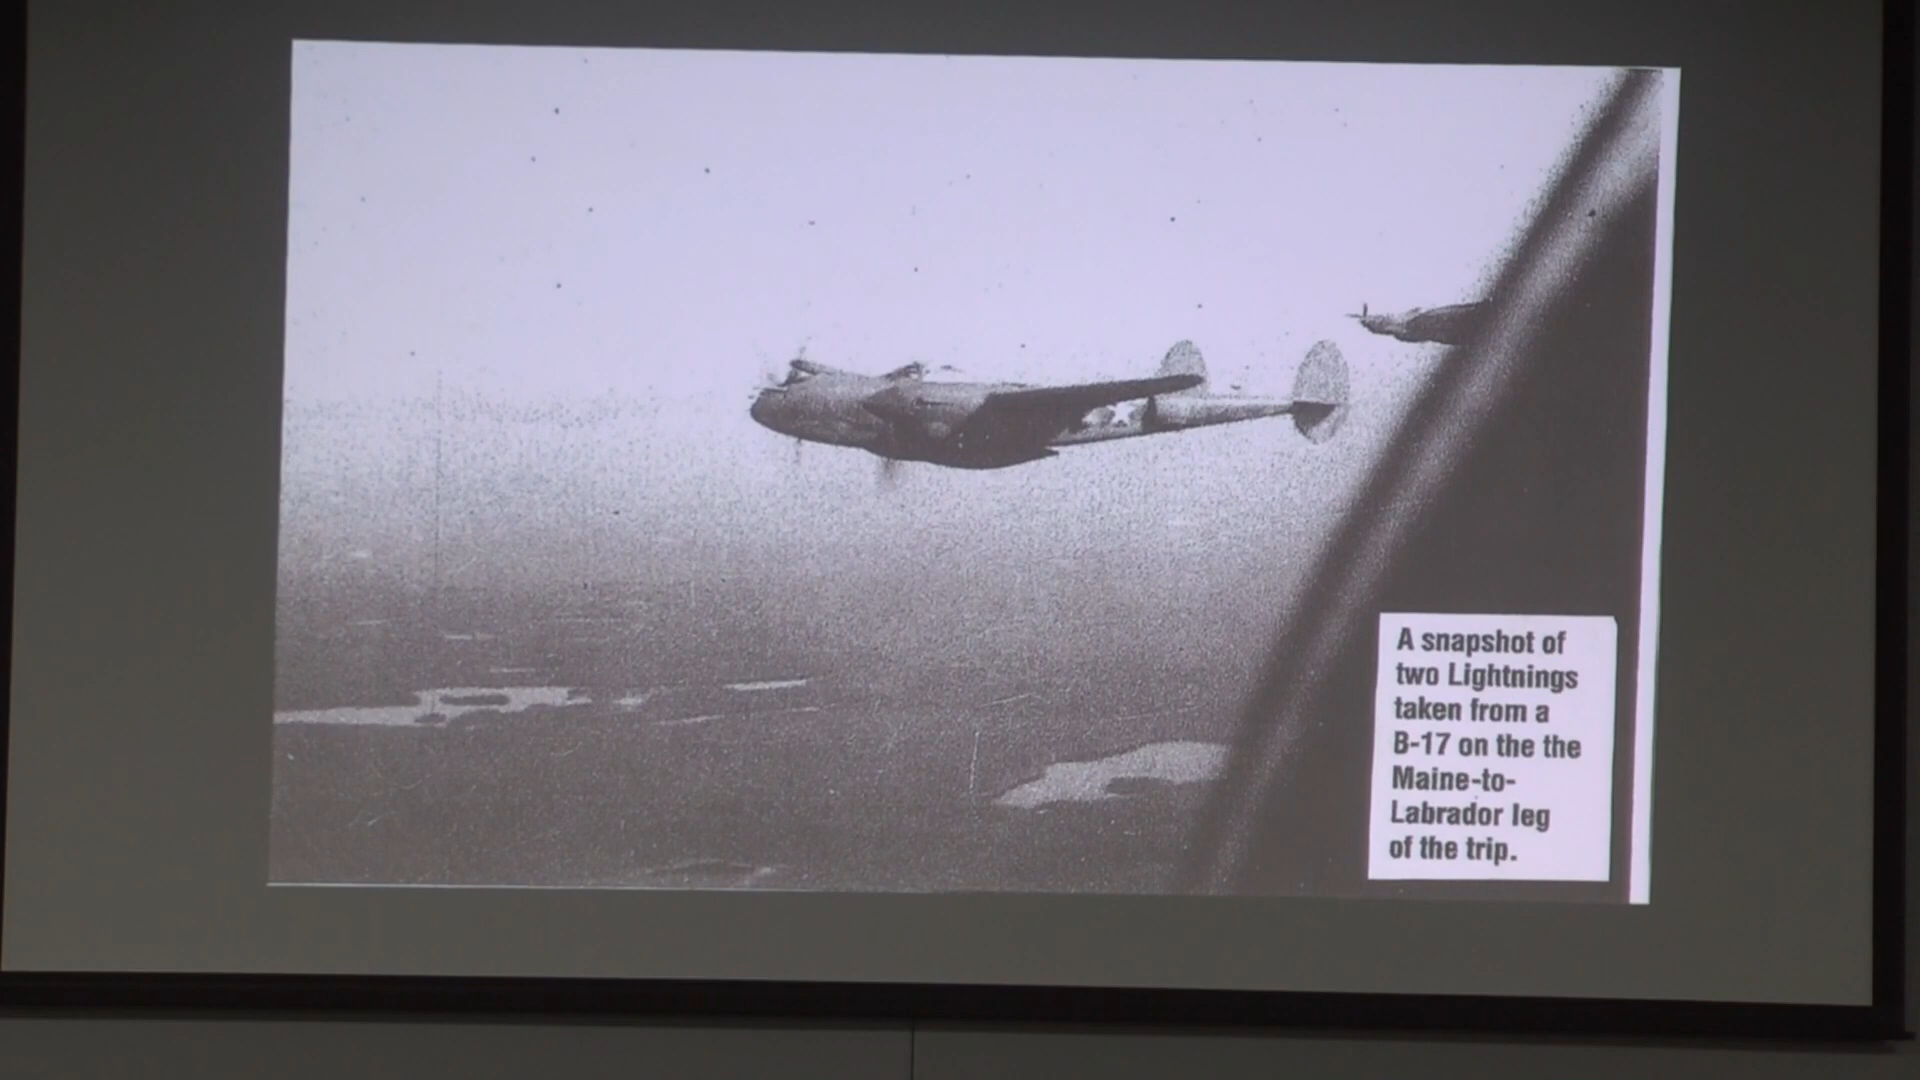 A snapshot of
two Lightnings
taken from a
B-17 on the the
Maine-to-
Labrador leg
of the trip.